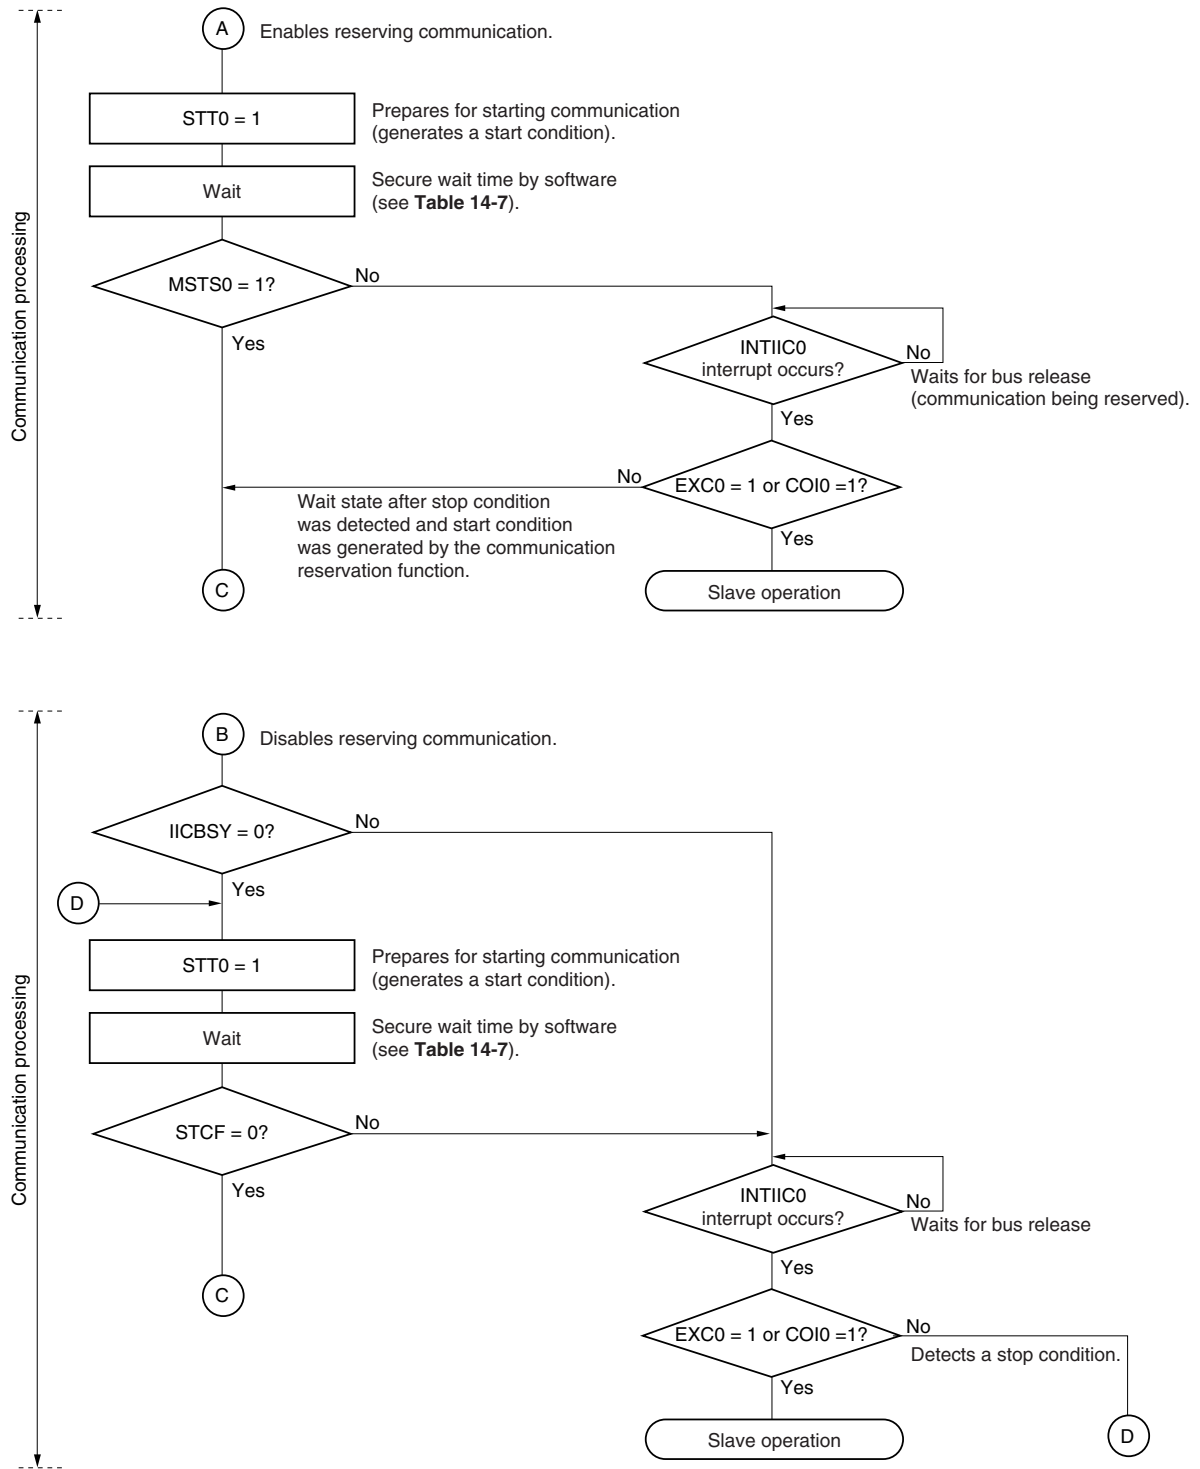 A
Enables reserving communication.
STT0 = 1
Prepares for starting communication
(generates a start condition).
Wait
Secure wait time by software
(see Table 14-7).
Communication processing
MSTS0 = 1?
No
Yes
INTIIC0
interrupt occurs?
No
Waits for bus release
(communication being reserved).
Yes
EXC0 = 1 or COI0 =1?
No
Wait state after stop condition
was detected and start condition
was generated by the communication
reservation function.
Yes
C
Slave operation
B
Disables reserving communication.
IICBSY = 0?
No
Yes
D
STT0 = 1
Prepares for starting communication
(generates a start condition).
Wait
Secure wait time by software
(see Table 14-7).
Communication processing
STCF = 0?
No
Yes
INTIIC0
interrupt occurs?
No
Waits for bus release
Yes
C
EXC0 = 1 or COI0 =1?
No
Detects a stop condition.
Yes
Slave operation
D